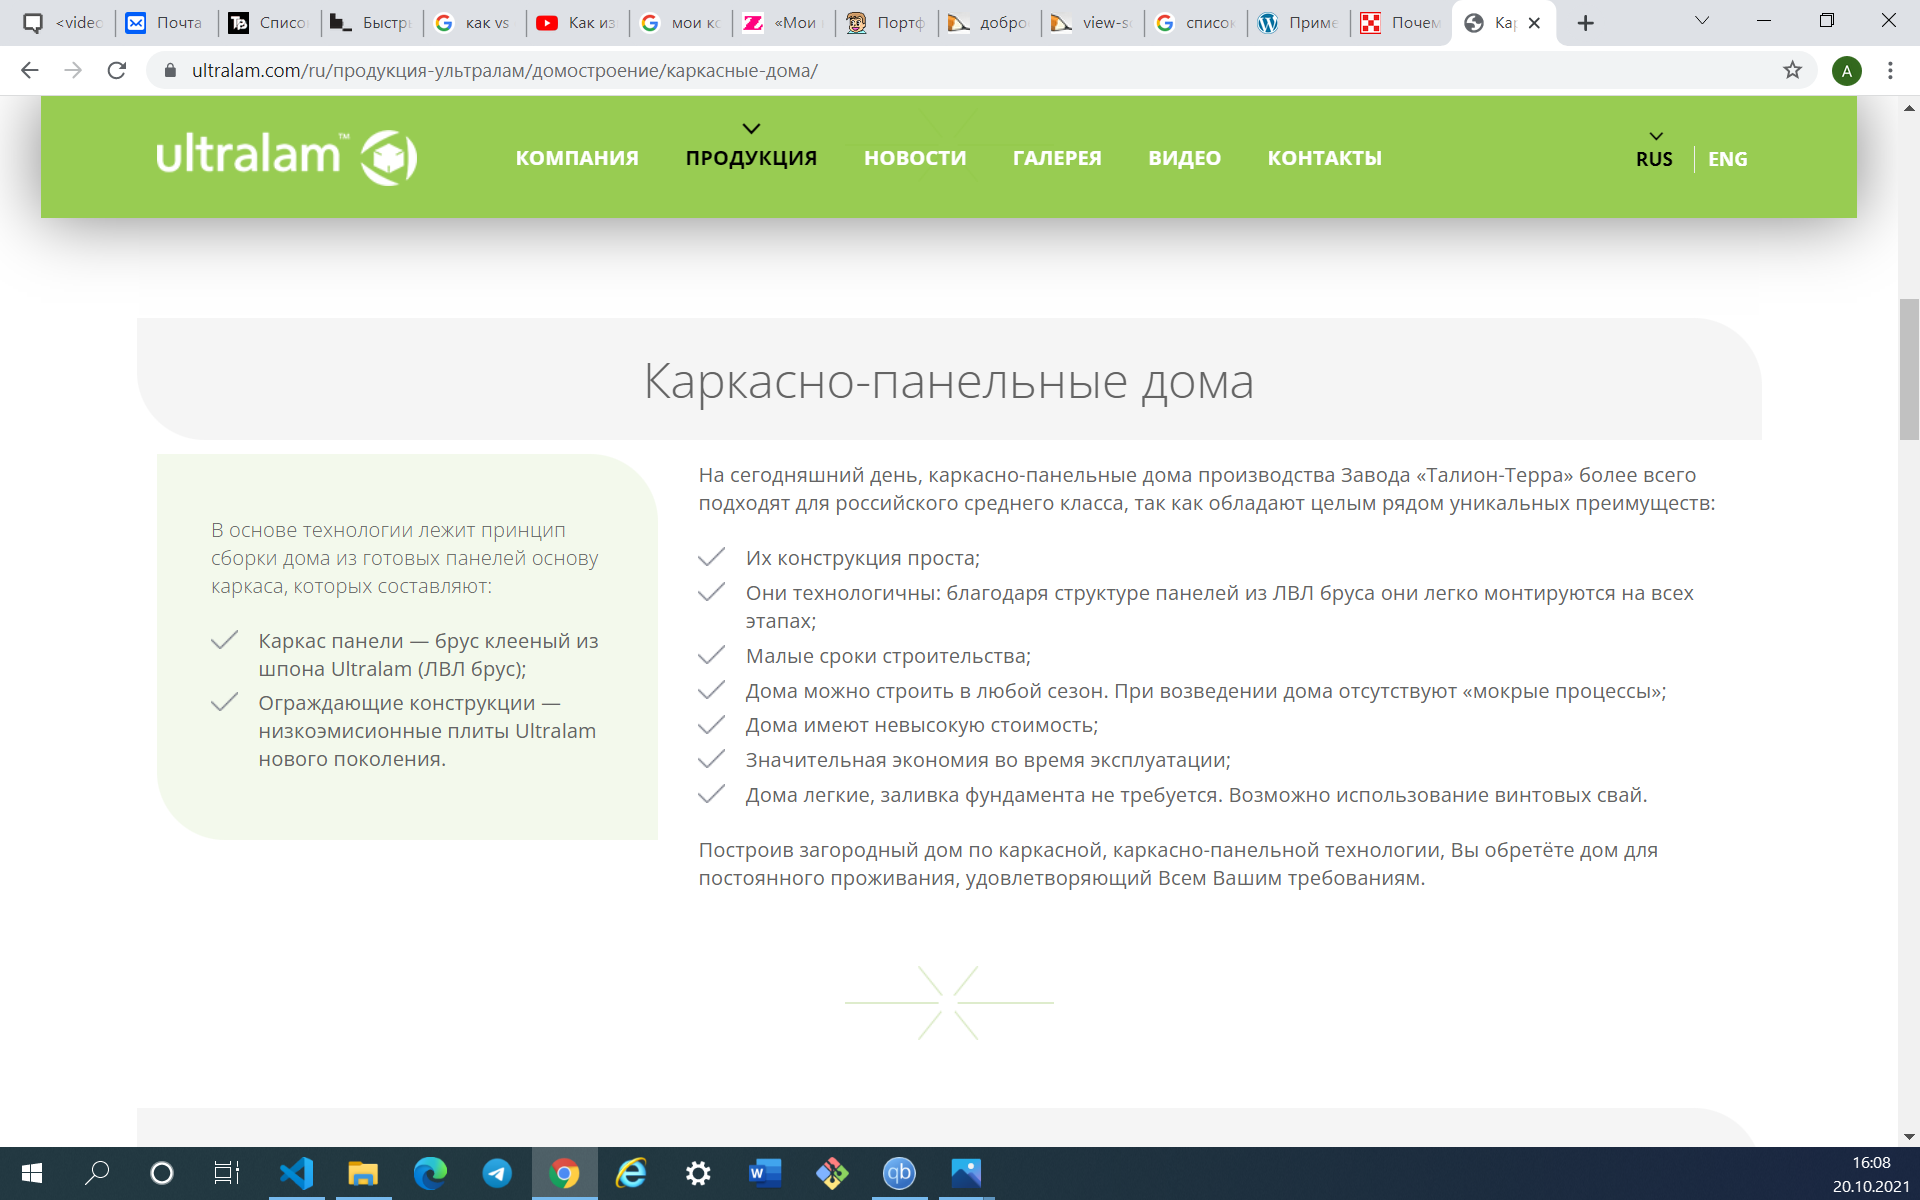 <video
Почта
Списо
Быстр
как vs
Как из
мои ко
«Мои
Портф
добро
view-so
список
Приме
Почем
Кар
ultralam.com/ru/продукция-ультралам/домостроение/каркасные-дома/
A
ultralam™
КОМПАНИЯ
ПРОДУКЦИЯ
НОВОСТИ
ГАЛЕРЕЯ
ВИДЕО
КОНТАКТЫ
RUS
ENG
Каркасно-панельные дома
В основе технологии лежит принцип
сборки дома из готовых панелей основу
каркаса, которых составляют:
Каркас панели — брус клееный из
шпона Ultralam (ЛВЛ брус);
Ограждающие конструкции —
низкоэмисионные плиты Ultralam
нового поколения.
На сегодняшний день, каркасно-панельные дома производства Завода «Талион-Терра» более всего
подходят для российского среднего класса, так как обладают целым рядом уникальных преимуществ:
Их конструкция проста;
Они технологичны: благодаря структуре панелей из ЛВЛ бруса они легко монтируются на всех
этапах;
Малые сроки строительства;
Дома можно строить в любой сезон. При возведении дома отсутствуют «мокрые процессы»;
Дома имеют невысокую стоимость;
Значительная экономия во время эксплуатации;
Дома легкие, заливка фундамента не требуется. Возможно использование винтовых свай.
Построив загородный дом по каркасной, каркасно-панельной технологии, Вы обретёте дом для
постоянного проживания, удовлетворяющий Всем Вашим требованиям.
qb
16:08
20.10.2021